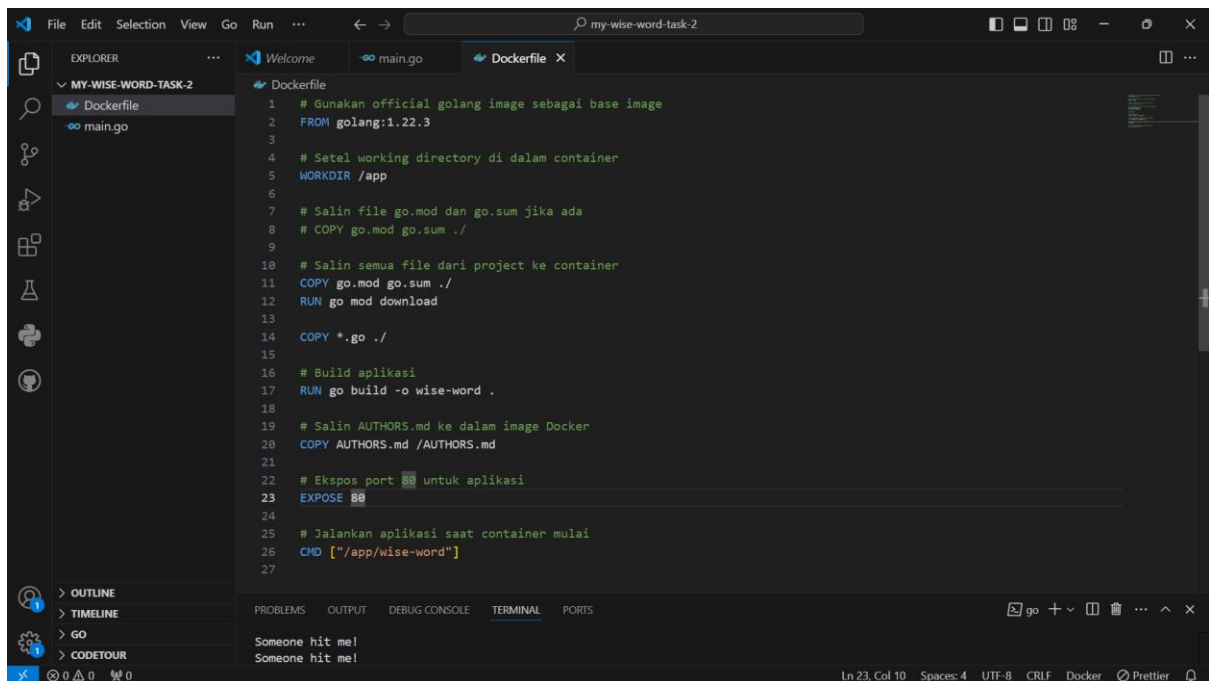 File Edit Selection View Go Run ··· ← → my-wise-word-task-2
EXPLORER ···
MY-WISE-WORD-TASK-2
Dockerfile
main.go
Welcome main.go Dockerfile
Dockerfile
1 # Gunakan official golang image sebagai base image
2 FROM golang:1.22.3
3
4 # Setel working directory di dalam container
5 WORKDIR /app
6
7 # Salin file go.mod dan go.sum jika ada
8 # COPY go.mod go.sum ./
9
10 # Salin semua file dari project ke container
11 COPY go.mod go.sum ./
12 RUN go mod download
13
14 COPY *.go ./
15
16 # Build aplikasi
17 RUN go build -o wise-word .
18
19 # Salin AUTHORS.md ke dalam image Docker
20 COPY AUTHORS.md /AUTHORS.md
21
22 # Ekspos port 80 untuk aplikasi
23 EXPOSE 80
24
25 # Jalankan aplikasi saat container mulai
26 CMD ["/app/wise-word"]
27
OUTLINE
TIMELINE
GO
CODETOUR
PROBLEMS OUTPUT DEBUG CONSOLE TERMINAL PORTS go
Someone hit me!
Someone hit me!
1
1
0 0 0 Ln 23, Col 10 Spaces: 4 UTF-8 CRLF Docker Prettier